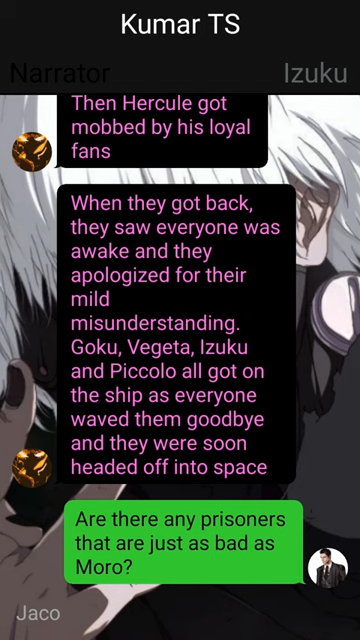 Kumar TS
Narrator
Izuku
Then Hercule got
mobbed by his loyal
fans
When they got back,
they saw everyone was
awake and they
apologized for their
mild
misunderstanding.
Goku, Vegeta, Izuku
and Piccolo all got on
the ship as everyone
waved them goodbye
and they were soon
headed off into space
Are there any prisoners
that are just as bad as
Moro?
Jaco